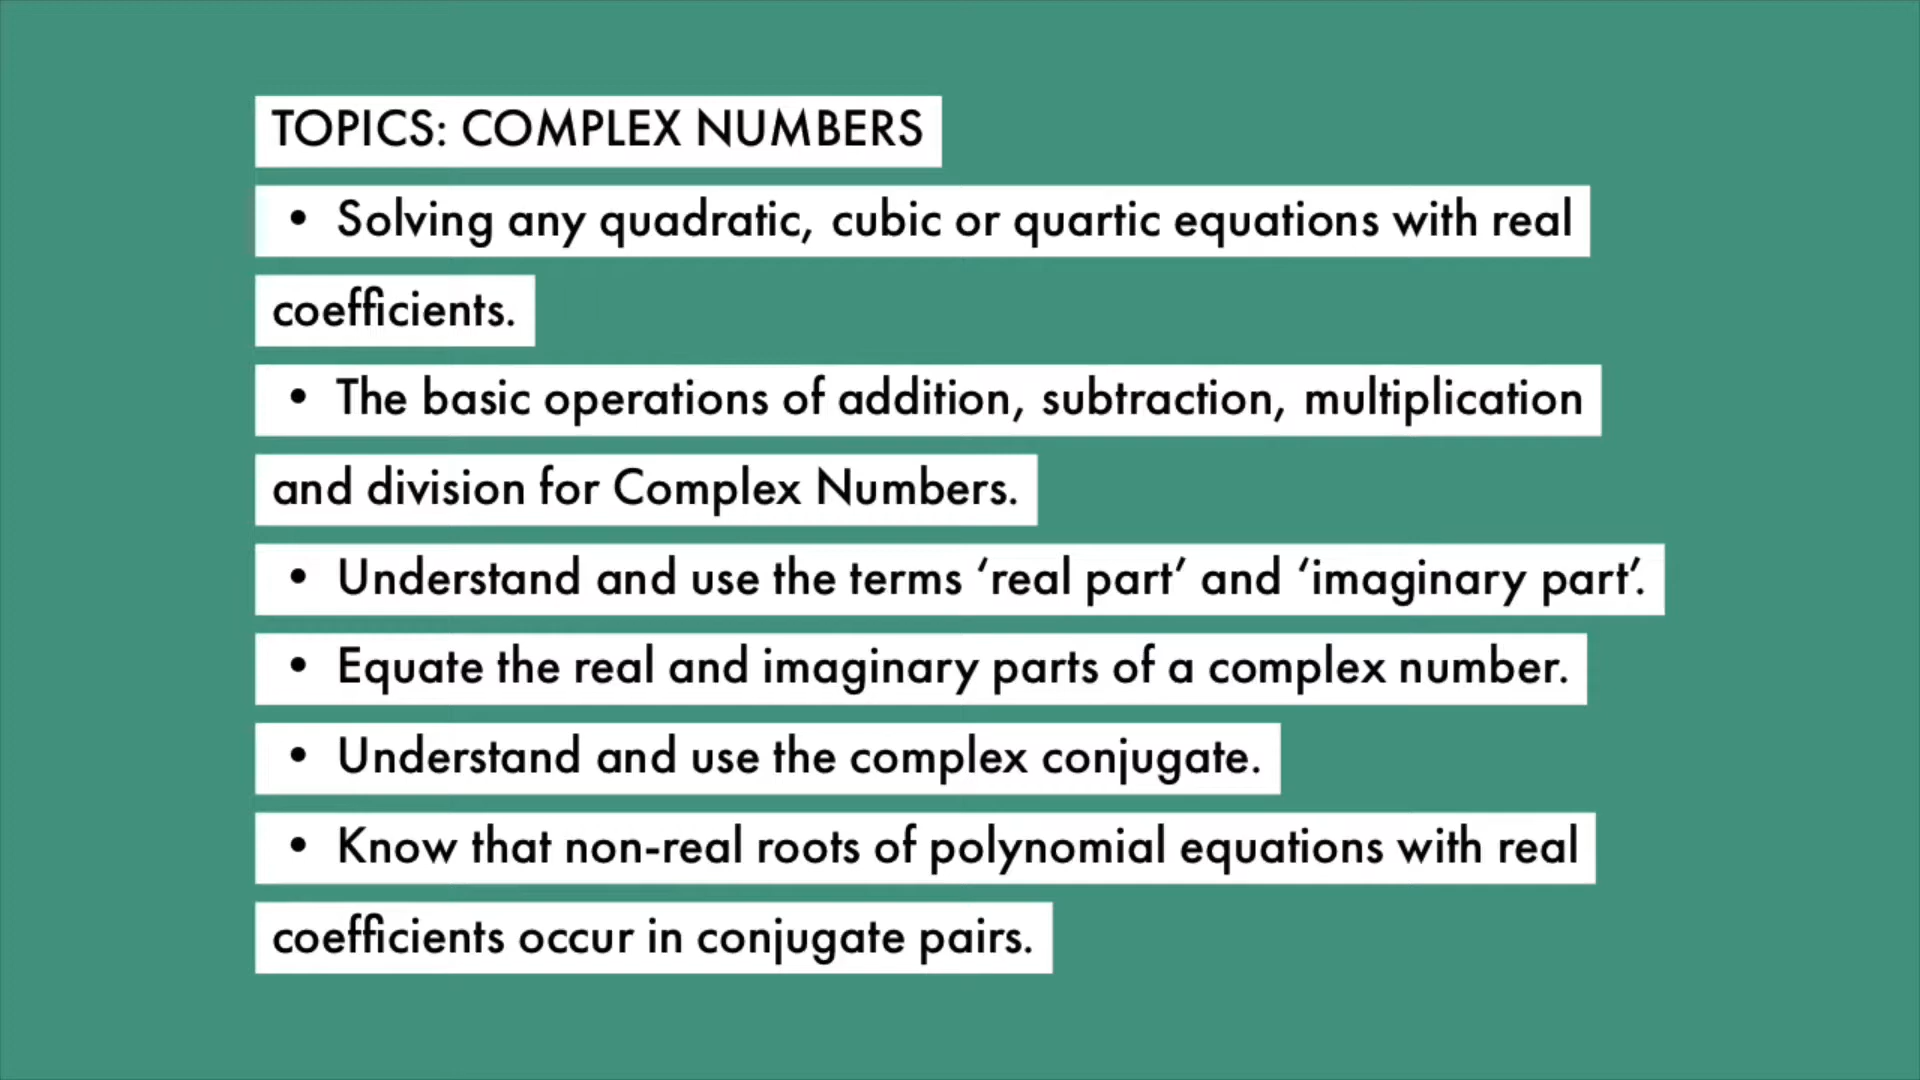 TOPICS: COMPLEX NUMBERS
• Solving any quadratic, cubic or quartic equations with real
coefficients.
• The basic operations of addition, subtraction, multiplication
and division for Complex Numbers.
• Understand and use the terms ‘real part’ and ‘imaginary part’.
• Equate the real and imaginary parts of a complex number.
• Understand and use the complex conjugate.
• Know that non-real roots of polynomial equations with real
coefficients occur in conjugate pairs.